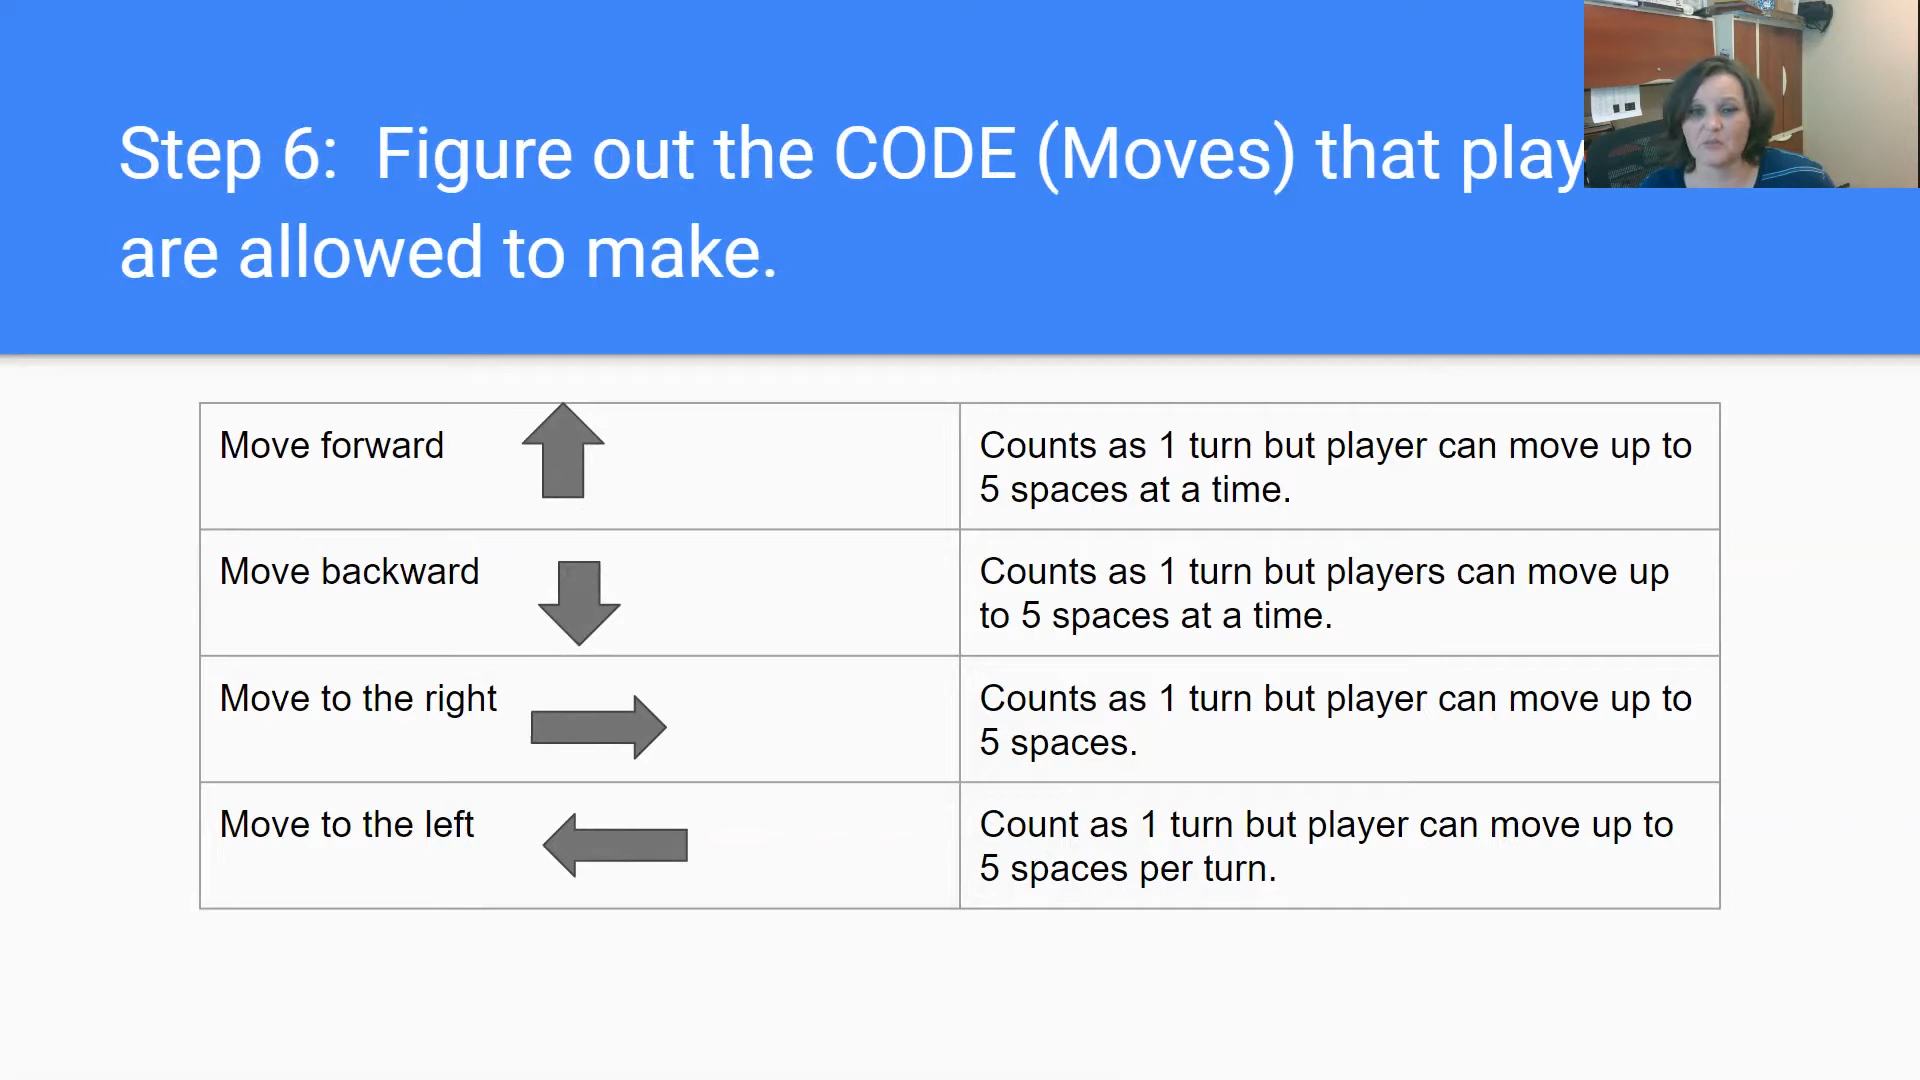 Step 6:  Figure out the CODE (Moves) that play
are allowed to make.
Move forward
Counts as 1 turn but player can move up to
5 spaces at a time.
Move backward
Counts as 1 turn but players can move up
to 5 spaces at a time.
Move to the right
Counts as 1 turn but player can move up to
5 spaces.
Move to the left
Count as 1 turn but player can move up to
5 spaces per turn.